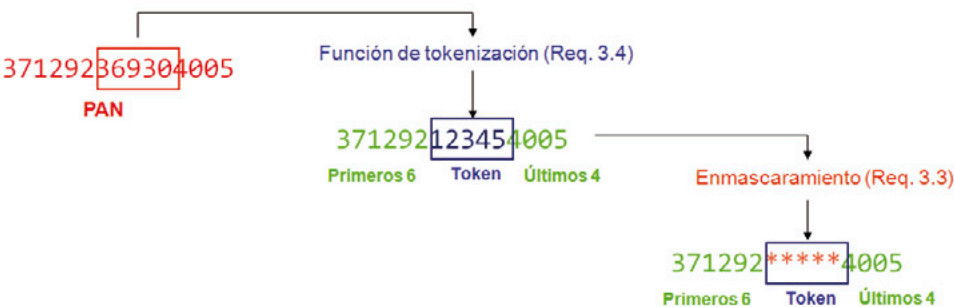 Función de tokenización (Req. 3.4)
371292369304005
PAN
371292123454005
Primeros 6 Token Últimos 4
Enmascaramiento (Req. 3.3)
371292*****4005
Primeros 6 Token Últimos 4